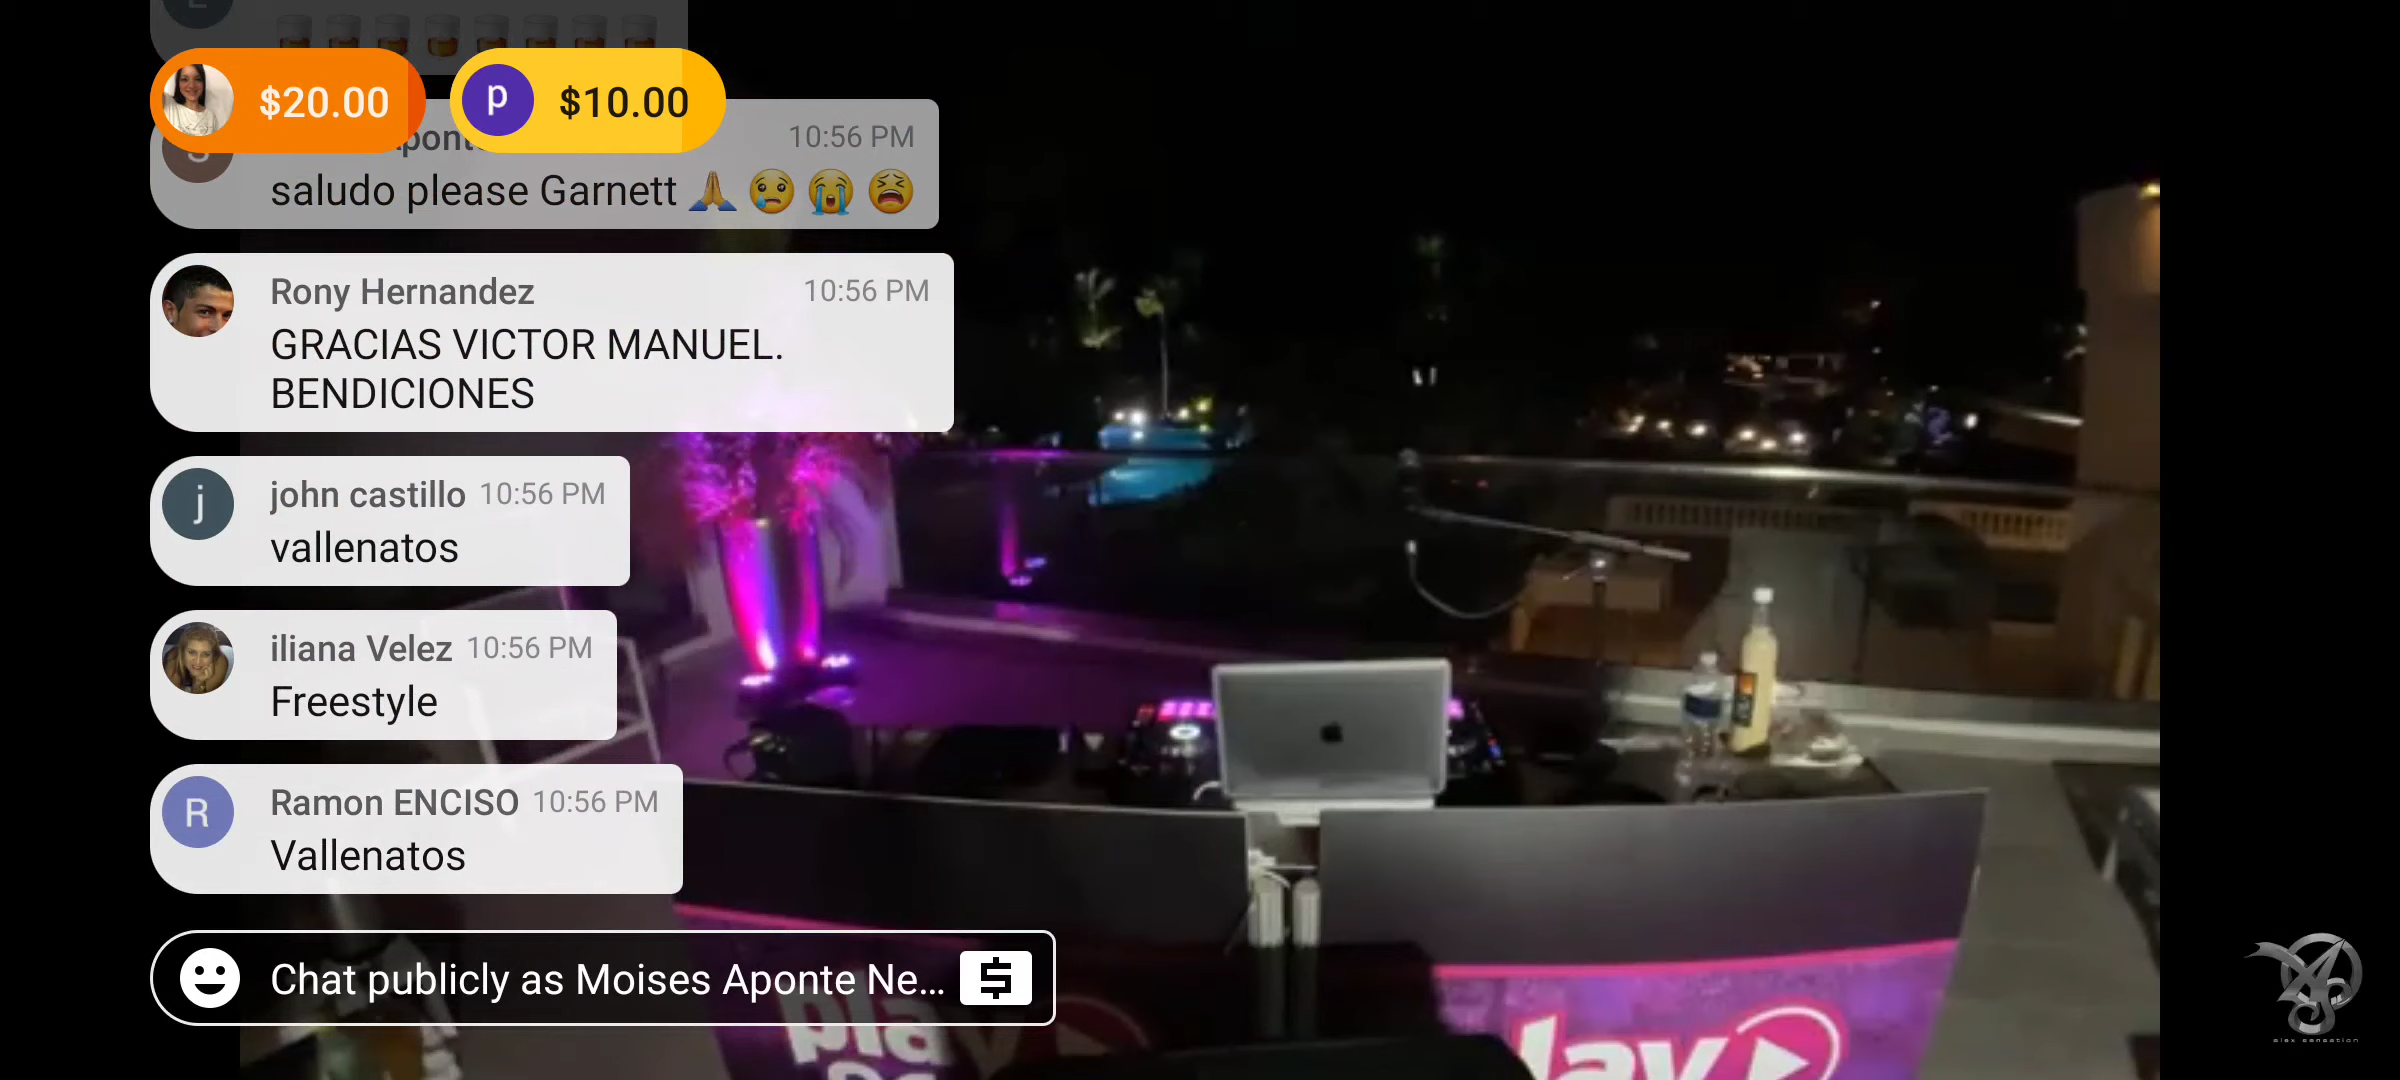 $20.00
P
$10.00
10:56 PM
saludo please Garnett
Rony Hernandez 10:56 PM
GRACIAS VICTOR MANUEL.
BENDICIONES
j
john castillo 10:56 PM
vallenatos
iliana Velez 10:56 PM
Freestyle
R
Ramon ENCISO 10:56 PM
Vallenatos
Chat publicly as Moises Aponte Ne...
$
alex sensation